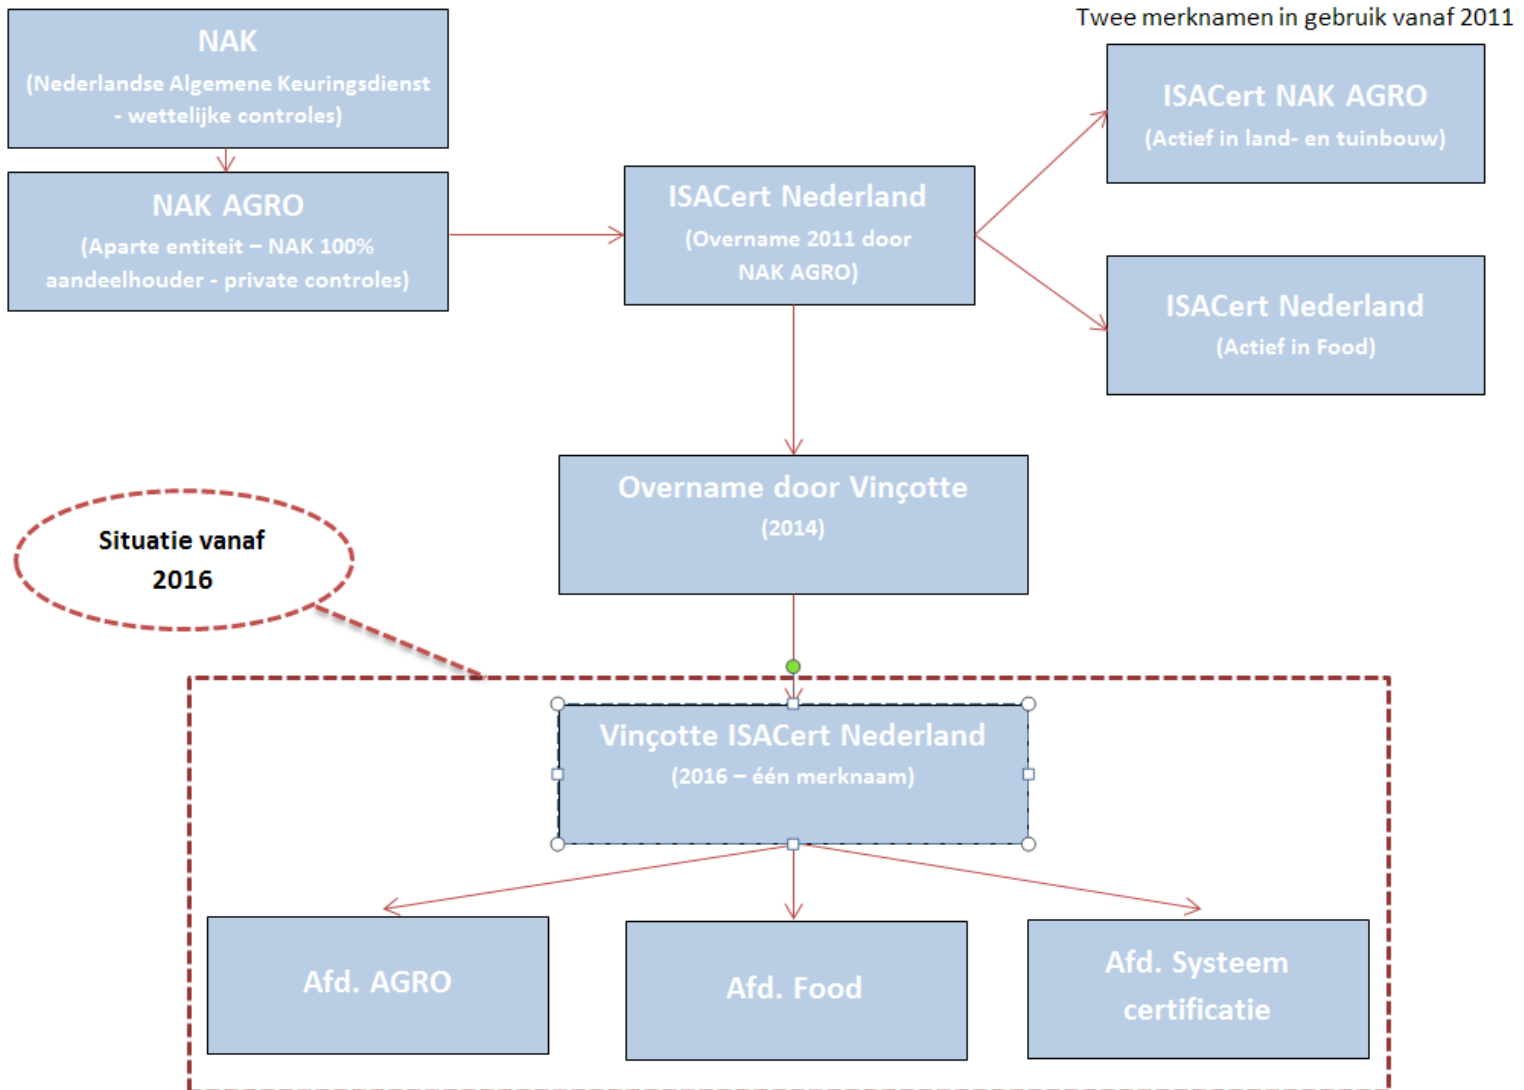 NAK
(Nederlandse Algemene Keuringsdienst
- wettelijke controles)
NAK AGRO
(Aparte entiteit – NAK 100%
aandeelhouder - private controles)
ISACert Nederland
(Overname 2011 door
NAK AGRO)
Twee merknamen in gebruik vanaf 2011
ISACert NAK AGRO
(Actief in land- en tuinbouw)
ISACert Nederland
(Actief in Food)
Overname door Vinçotte
(2014)
Situatie vanaf
2016
Vinçotte ISACert Nederland
(2016 – één merknaam)
Afd. AGRO
Afd. Food
Afd. Systeem
certificatie